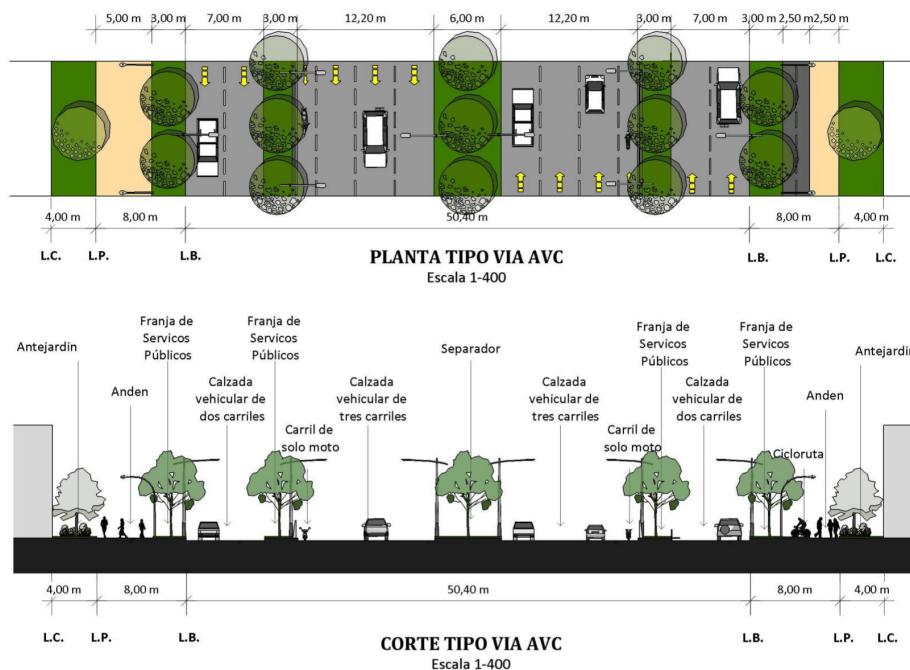 5,00 m 3,00 m 7,00 m 3,00 m 12,20 m 6,00 m 12,20 m 3,00 m 7,00 m 3,00 m 2,50 m 2,50 m
4,00 m 8,00 m 50,40 m 8,00 m 4,00 m
L.C. L.P. L.B. L.B. L.P. L.C.
PLANTA TIPO VIA AVC
Escala 1-400
Antejardín
Anden
Franja de
Servicos
Públicos
Calzada
vehicular de
dos carriles
Franja de
Servicos
Públicos
Carril de
solo moto
Calzada
vehicular de
tres carriles
Separador
Calzada
vehicular de
tres carriles
Carril de
solo moto
Franja de
Servicos
Públicos
Calzada
vehicular de
dos carriles
Franja de
Servicos
Públicos
Cicloruta
Anden
Antejardín
4,00 m 8,00 m 50,40 m 8,00 m 4,00 m
L.C. L.P. L.B. L.B. L.P. L.C.
CORTE TIPO VIA AVC
Escala 1-400